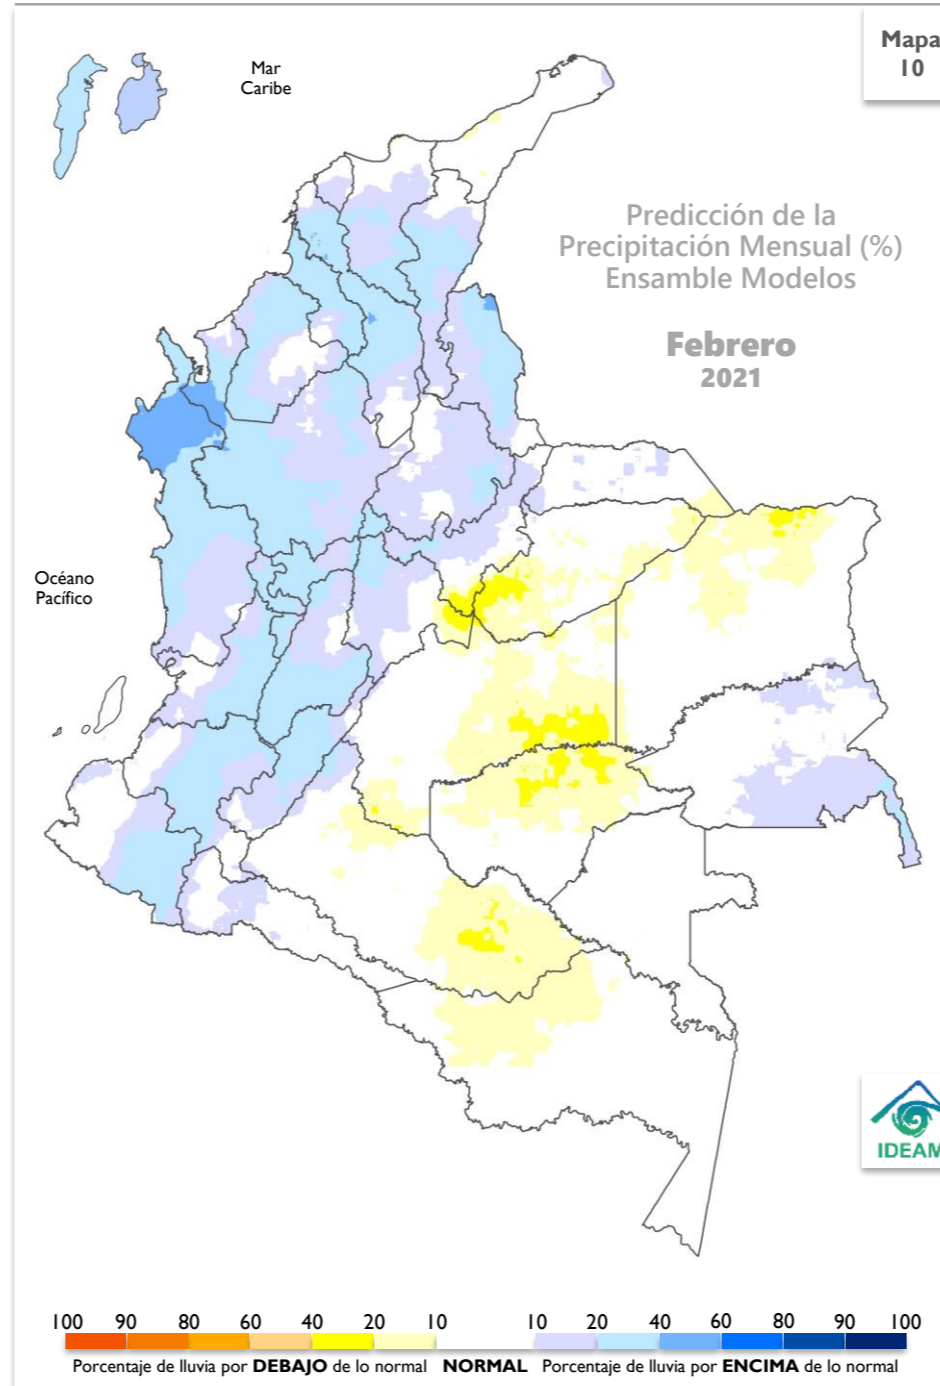 Mapa
10
Mar
Caribe
Predicción de la
Precipitación Mensual (%)
Ensamble Modelos
Febrero
2021
Océano
Pacífico
IDEAM
100 90 80 60 40 20 10 10 20 40 60 80 90 100
Porcentaje de lluvia por DEBAJO de lo normal NORMAL Porcentaje de lluvia por ENCIMA de lo normal